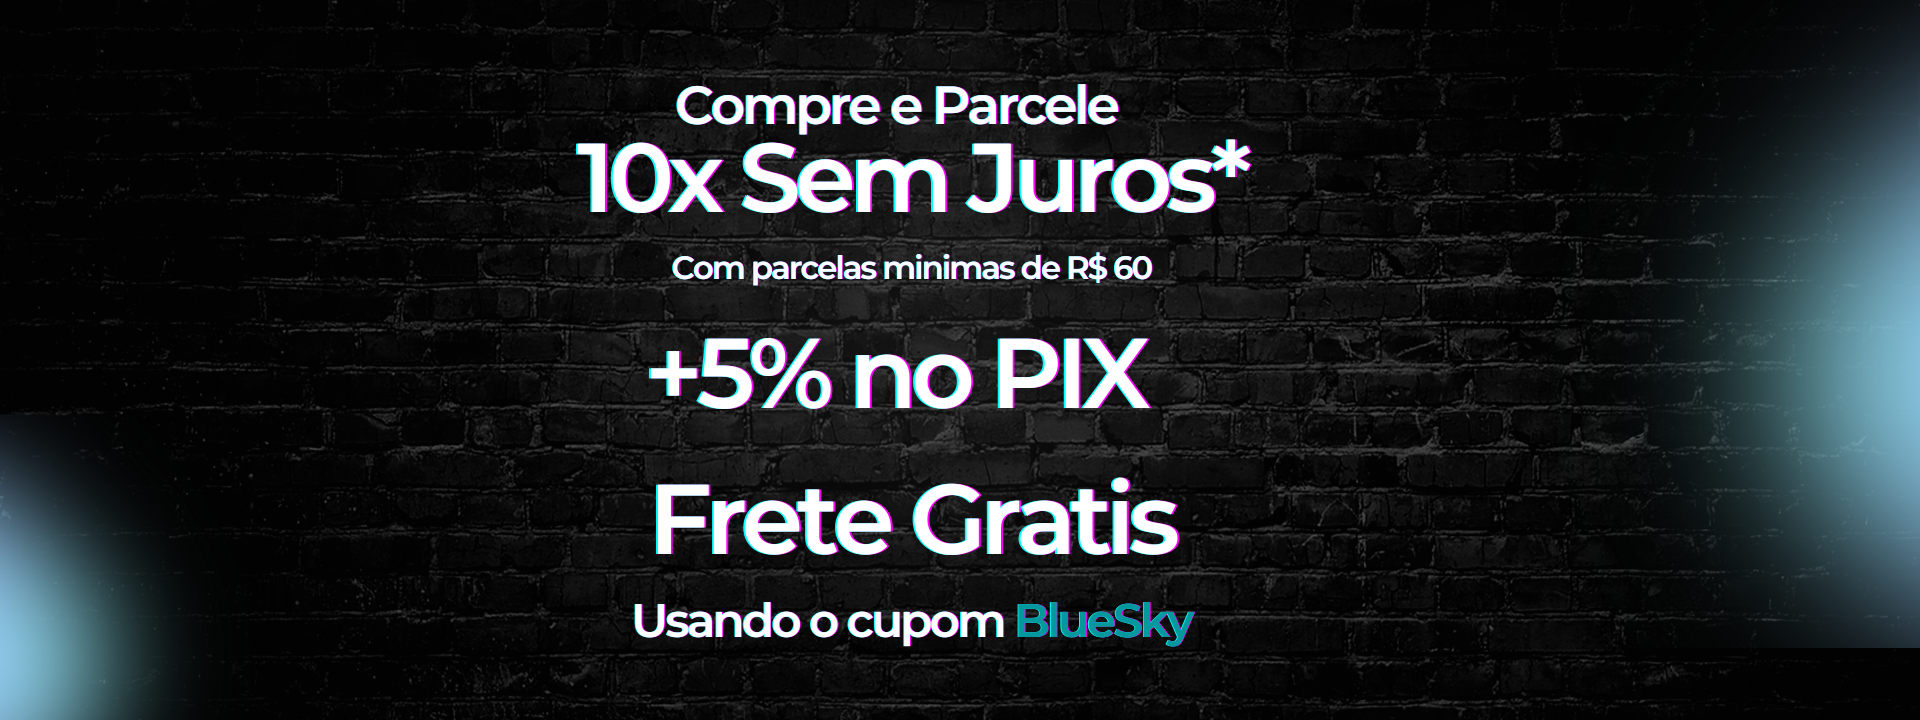 Compre e Parcele
10x Sem Juros*
Com parcelas minimas de R$ 60
+5% no PIX
Frete Gratis
Usando o cupom BlueSky